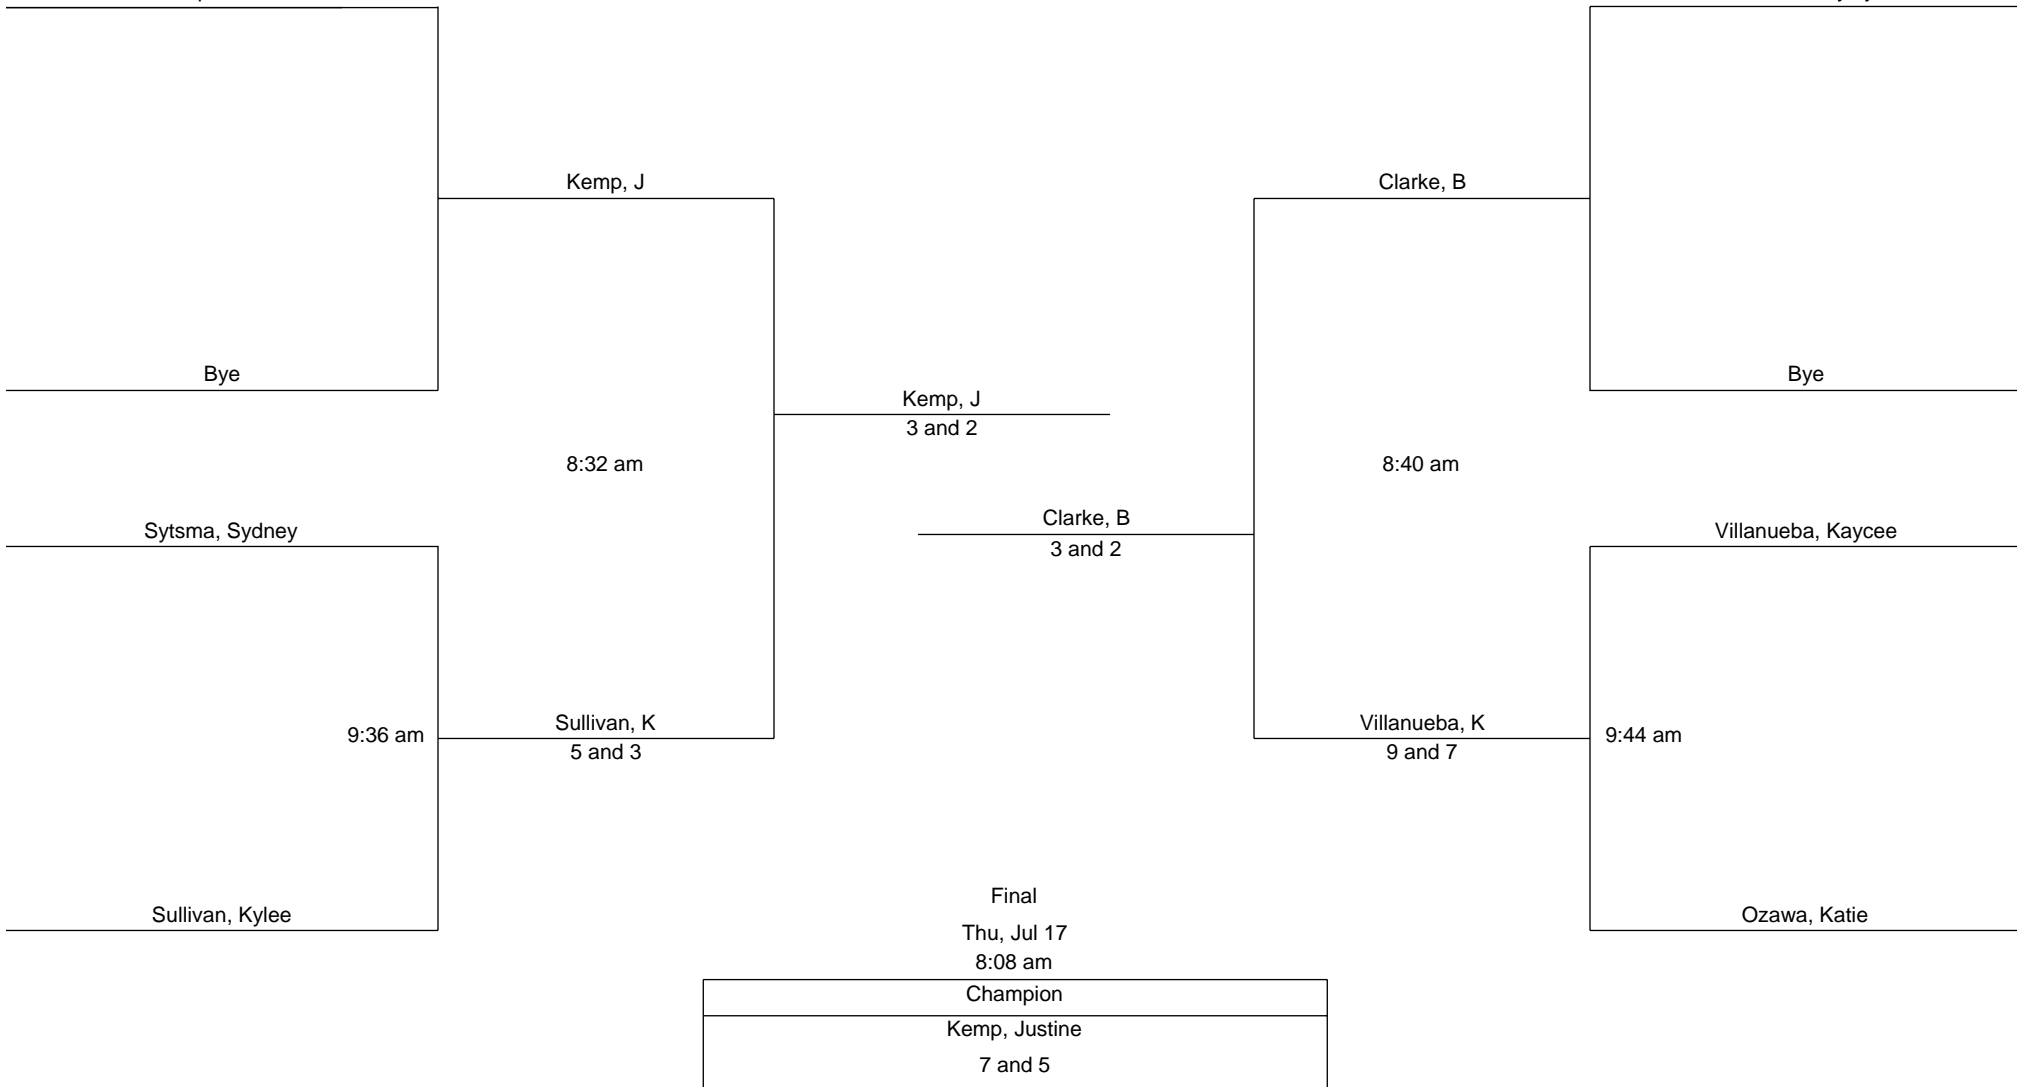 Kemp, J
Clarke, B
Bye
Bye
Kemp, J
3 and 2
8:32 am
8:40 am
Clarke, B
3 and 2
Sytsma, Sydney
Villanueba, Kaycee
9:36 am
Sullivan, K
5 and 3
Villanueba, K
9 and 7
9:44 am
Sullivan, Kylee
Ozawa, Katie
Final
Thu, Jul 17
8:08 am
Champion
Kemp, Justine
7 and 5